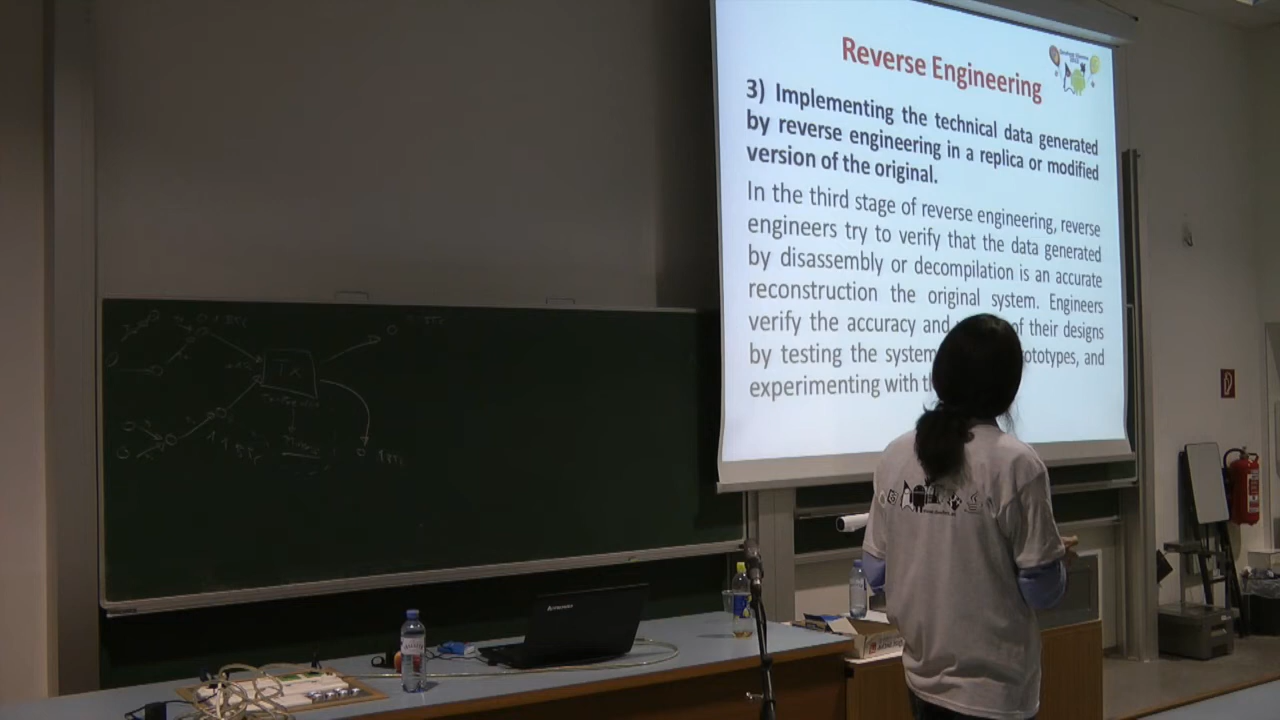 Reverse Engineering
3) Implementing the technical data generated
by reverse engineering in a replica or modified
version of the original.
In the third stage of reverse engineering, reverse
engineers try to verify that the data generated
by disassembly or decompilation is an accurate
reconstruction the original system. Engineers
verify the accuracy and of their designs
by testing the system ototypes, and
experimenting with
Tx
lenovo